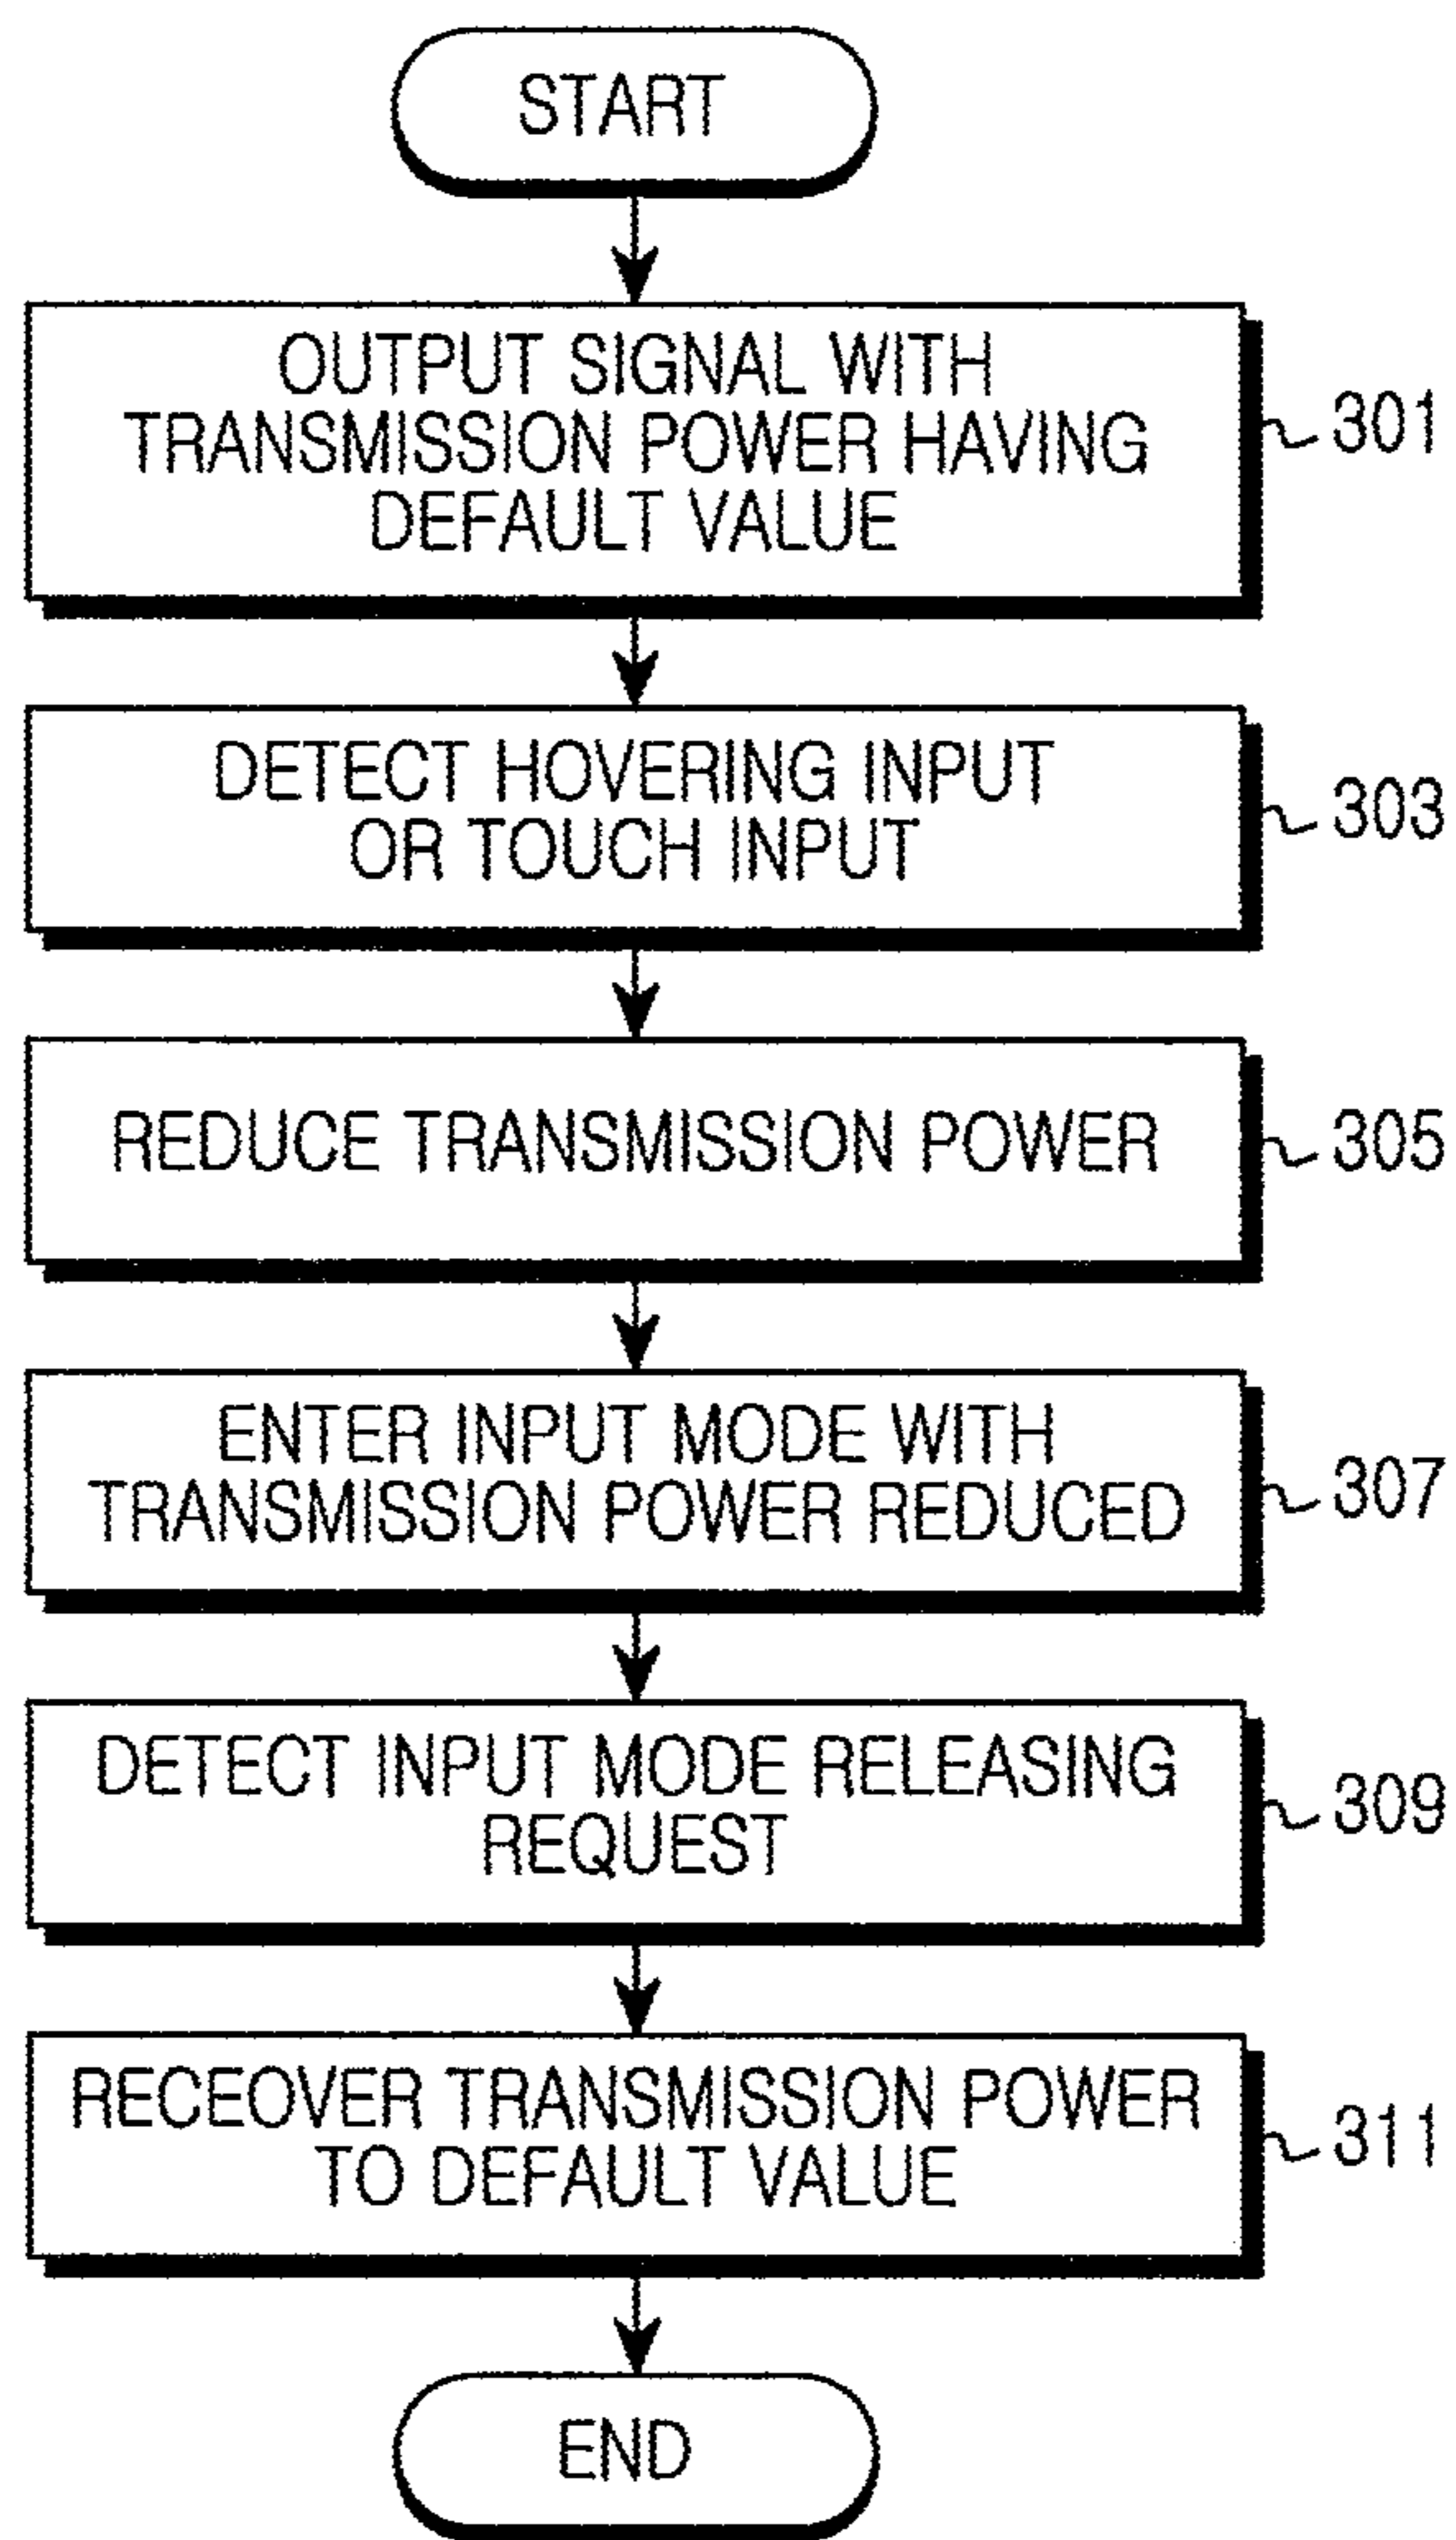 START
OUTPUT SIGNAL WITH
TRANSMISSION POWER HAVING
DEFAULT VALUE
301
DETECT HOVERING INPUT
OR TOUCH INPUT
303
REDUCE TRANSMISSION POWER
305
ENTER INPUT MODE WITH
TRANSMISSION POWER REDUCED
307
DETECT INPUT MODE RELEASING
REQUEST
309
RECEOVER TRANSMISSION POWER
TO DEFAULT VALUE
311
END